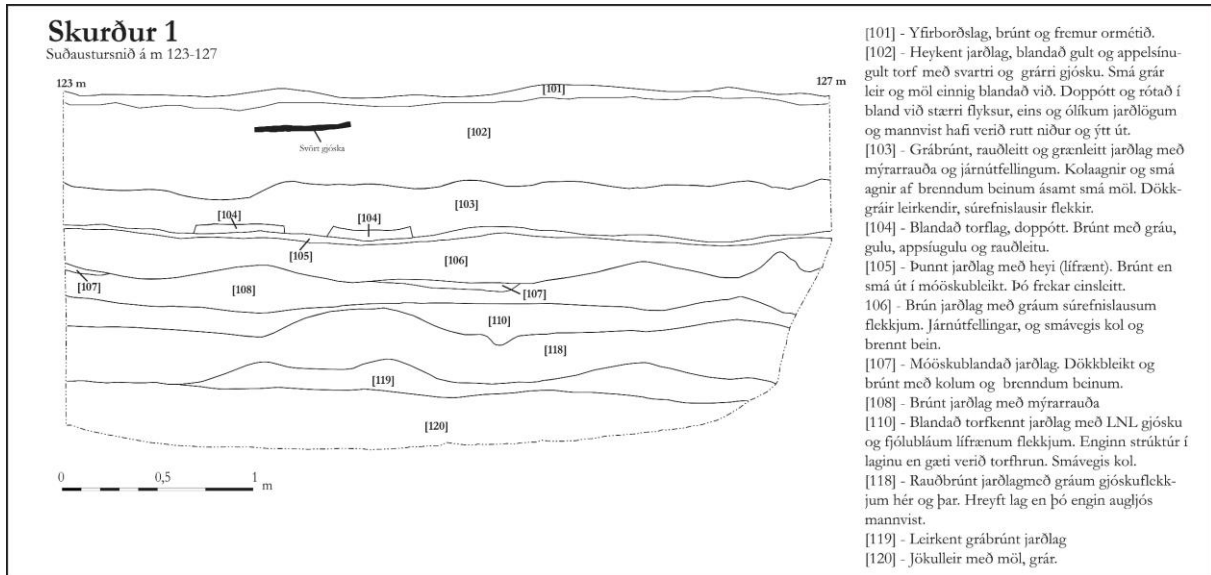 Skurður 1
Suðaustursnið á m 123-127
123 m
127 m
[101]
[102]
Svört gjóska
[103]
[104]
[104]
[105]
[106]
[107]
[108]
[107]
[110]
[118]
[119]
[120]
0
0,5
1
m
[101] - Yfirborðslag, brúnt og fremur ormétið.
[102] - Heykent jarðlag, blandað gult og appelsínu-
gult torf með svartri og grárri gjósku. Smá grár
leir og möl einnig blandað við. Doppótt og rótað í
bland við stærri flyksur, eins og ólíkum jarðlögum
og mannvist hafi verið rutt niður og ýtt út.
[103] - Grábrúnt, rauðleitt og grænleitt jarðlag með
mýrarrauða og járnútfellingum. Kolaagnir og smá
agnir af brenndum beinum ásamt smá möl. Dökk-
gráir leirkendir, súrefnislausir flekkir.
[104] - Blandað torflag, doppótt. Brúnt með gráu,
gulu, appsíugulu og rauðleitu.
[105] - Þunnt jarðlag með heyi (lífrænt). Brúnt en
smá út í móöskubleikt. Þó frekar einsleitt.
106] - Brún jarðlag með gráum súrefnislausum
flekkjum. Járnútfellingar, og smávegis kol og
brennt bein.
[107] - Móöskublandað jarðlag. Dökkbleikt og
brúnt með kolum og brenndum beinum.
[108] - Brúnt jarðlag með mýrarrauða
[110] - Blandað torfkennt jarðlag með LNL gjósku
og fjólubláum lífrænum flekkjum. Enginn strúktúr í
laginu en gæti verið torfhrun. Smávegis kol.
[118] - Rauðbrúnt jarðlagmeð gráum gjóskuflekk-
jum hér og þar. Hreyft lag en þó engin augljós
mannvist.
[119] - Leirkent grábrúnt jarðlag
[120] - Jökulleir með möl, grár.